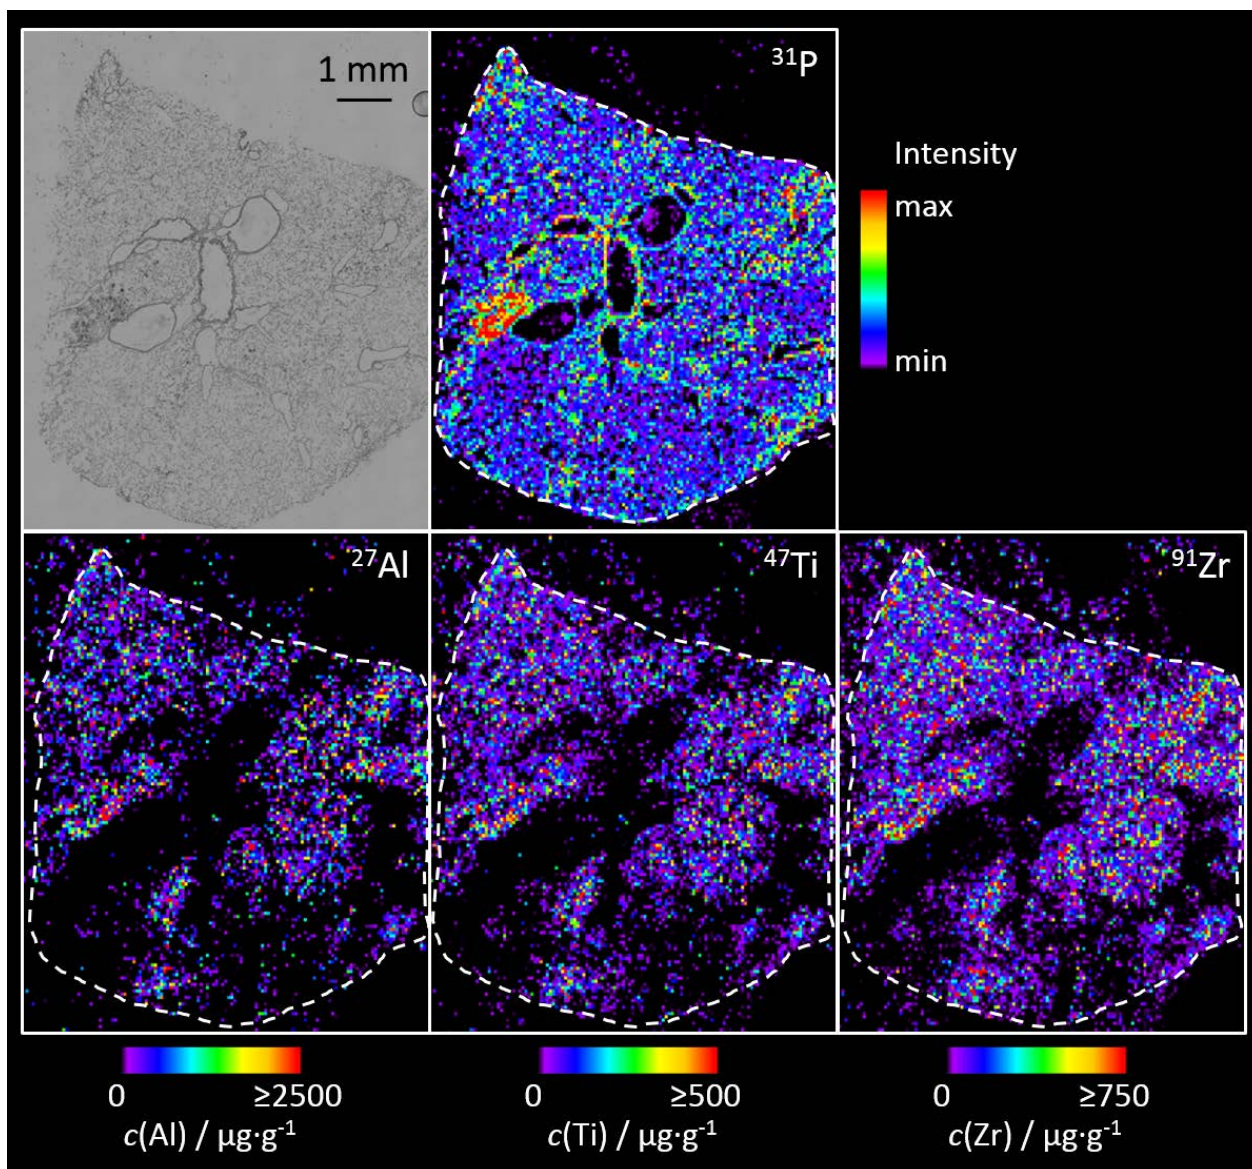 1 mm
³¹P
Intensity
max
min
²⁷Al
⁴⁷Ti
⁹¹Zr
0 ≥2500
c(Al) / µg·g⁻¹
0 ≥500
c(Ti) / µg·g⁻¹
0 ≥750
c(Zr) / µg·g⁻¹